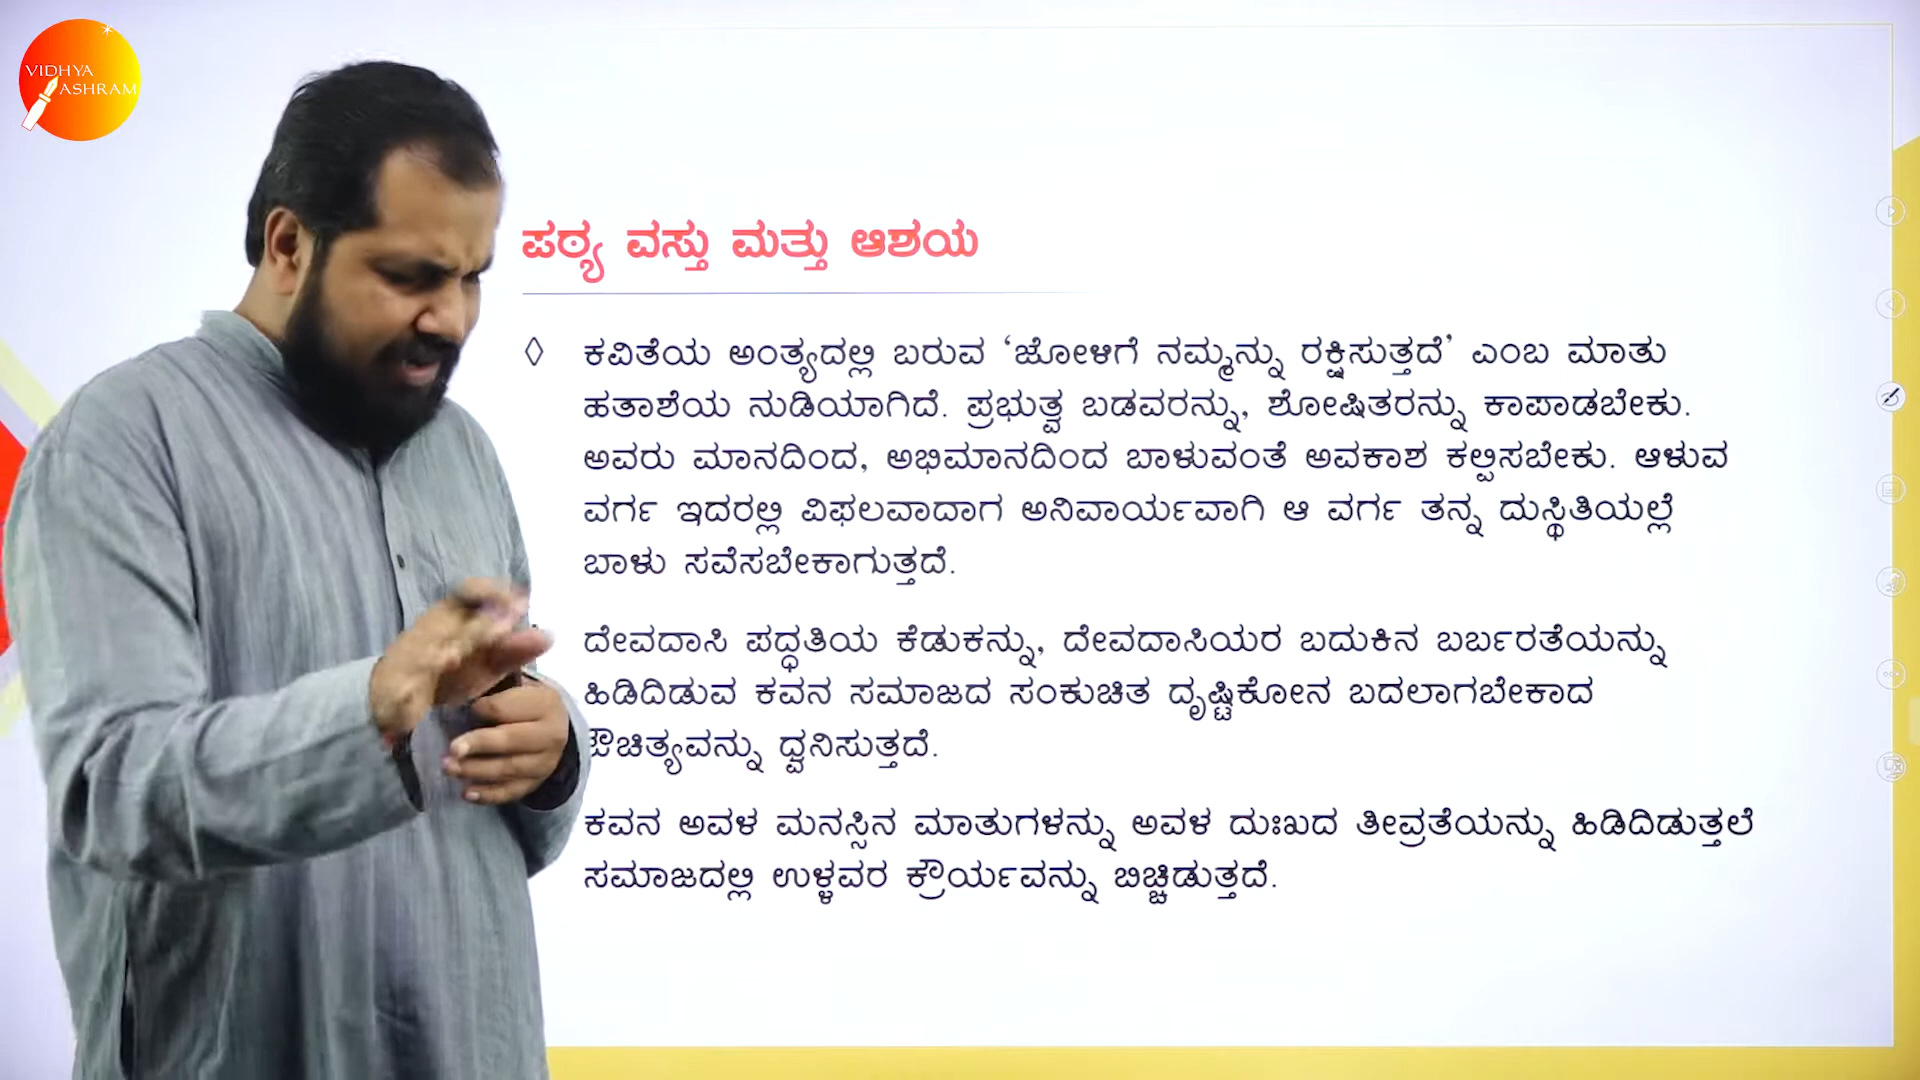 VIDHYA
ASHRAM
ಪಠ್ಯ ವಸ್ತು ಮತ್ತು ಆಶಯ
ಕವಿತೆಯ ಅಂತ್ಯದಲ್ಲಿ ಬರುವ ‘ಜೋಳಿಗೆ ನಮ್ಮನ್ನು ರಕ್ಷಿಸುತ್ತದೆ’ ಎಂಬ ಮಾತು
ಹತಾಶೆಯ ನುಡಿಯಾಗಿದೆ. ಪ್ರಭುತ್ವ ಬಡವರನ್ನು, ಶೋಷಿತರನ್ನು ಕಾಪಾಡಬೇಕು.
ಅವರು ಮಾನದಿಂದ, ಅಭಿಮಾನದಿಂದ ಬಾಳುವಂತೆ ಅವಕಾಶ ಕಲ್ಪಿಸಬೇಕು. ಆಳುವ
ವರ್ಗ ಇದರಲ್ಲಿ ವಿಫಲವಾದಾಗ ಅನಿವಾರ್ಯವಾಗಿ ಆ ವರ್ಗ ತನ್ನ ದುಸ್ಥಿತಿಯಲ್ಲೆ
ಬಾಳು ಸವೆಸಬೇಕಾಗುತ್ತದೆ.
ದೇವದಾಸಿ ಪದ್ಧತಿಯ ಕೆಡುಕನ್ನು, ದೇವದಾಸಿಯರ ಬದುಕಿನ ಬರ್ಬರತೆಯನ್ನು
ಹಿಡಿದಿಡುವ ಕವನ ಸಮಾಜದ ಸಂಕುಚಿತ ದೃಷ್ಟಿಕೋನ ಬದಲಾಗಬೇಕಾದ
ಔಚಿತ್ಯವನ್ನು ಧ್ವನಿಸುತ್ತದೆ.
ಕವನ ಅವಳ ಮನಸ್ಸಿನ ಮಾತುಗಳನ್ನು ಅವಳ ದುಃಖದ ತೀವ್ರತೆಯನ್ನು ಹಿಡಿದಿಡುತ್ತಲೆ
ಸಮಾಜದಲ್ಲಿ ಉಳ್ಳವರ ಕ್ರೌರ್ಯವನ್ನು ಬಿಚ್ಚಿಡುತ್ತದೆ.